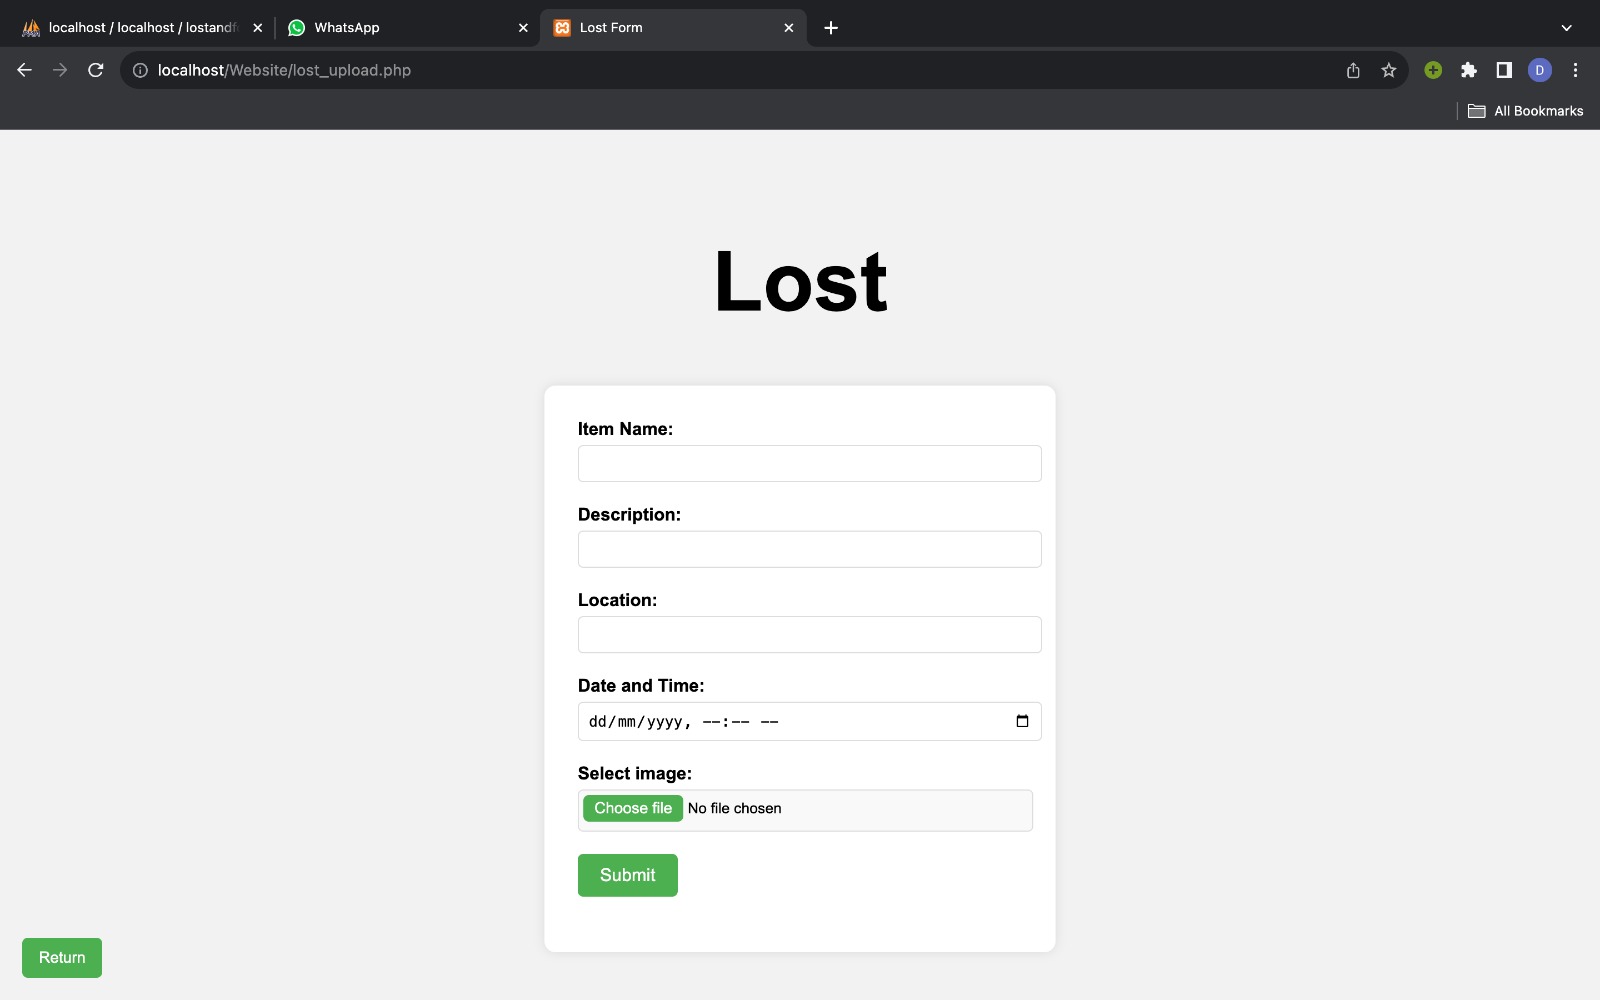 localhost / localhost / lostandf
WhatsApp
Lost Form
localhost/Website/lost_upload.php
D
All Bookmarks
Lost
Item Name:
Description:
Location:
Date and Time:
dd/mm/yyyy, --:-- --
Select image:
Choose file No file chosen
Submit
Return